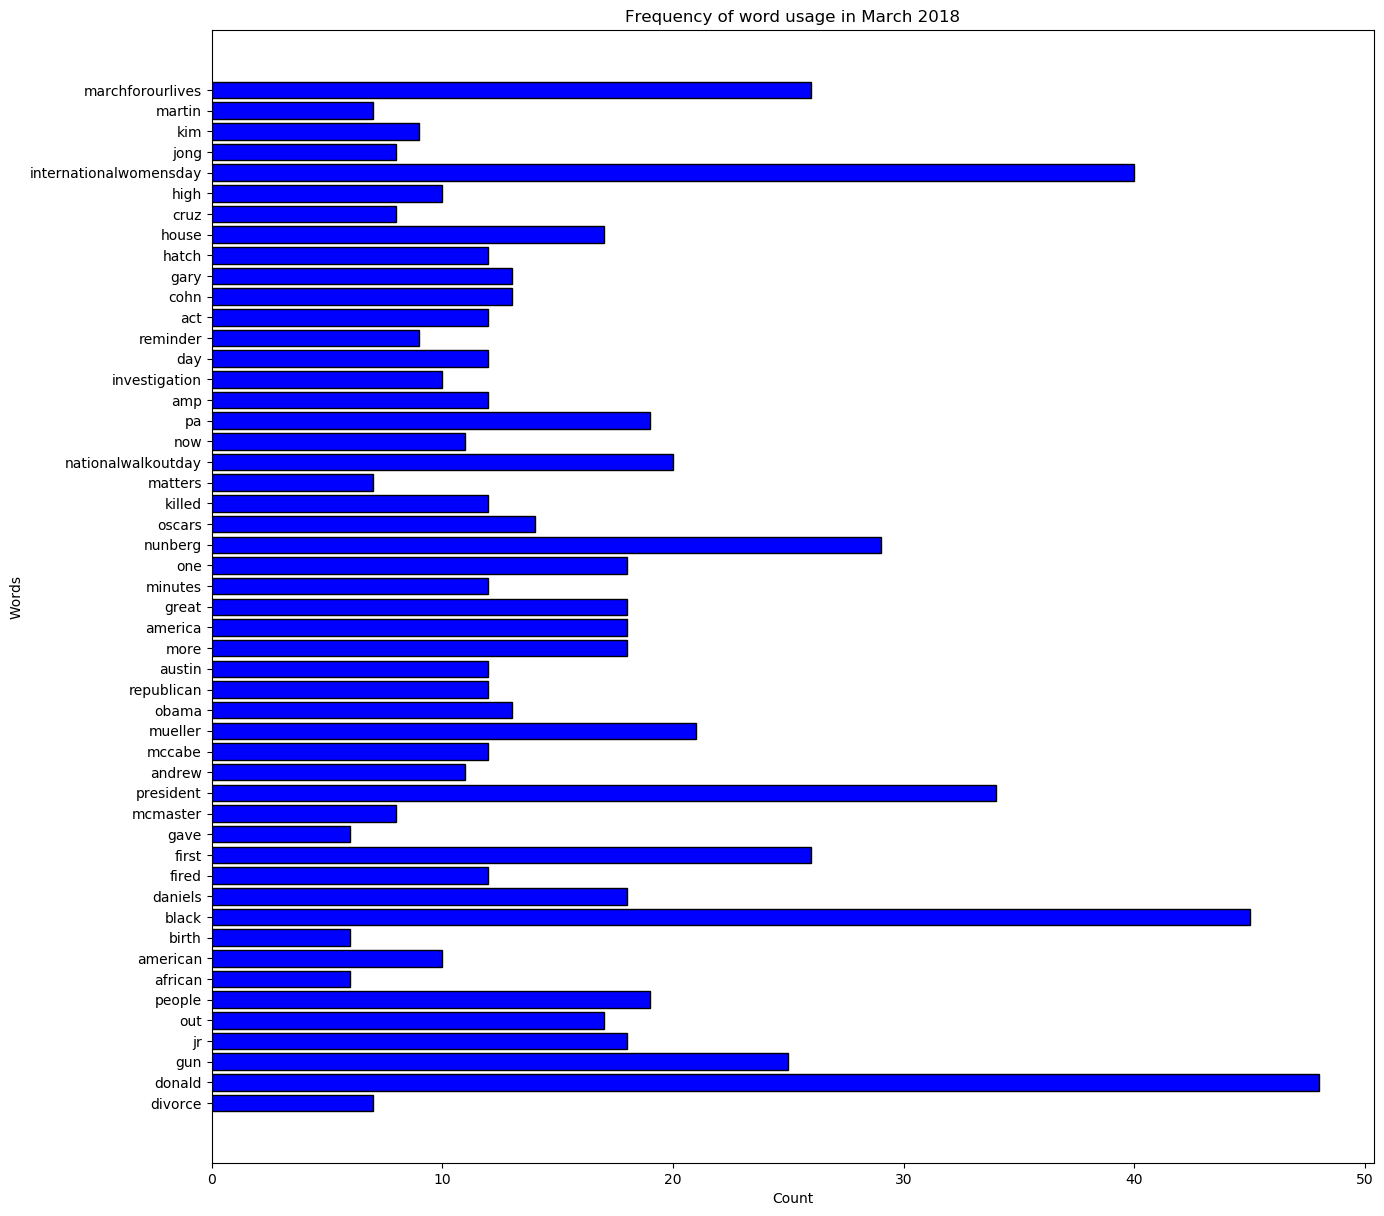 Frequency of word usage in March 2018
marchforourlives
martin
kim
jong
internationalwomensday
high
cruz
house
hatch
gary
cohn
act
reminder
day
investigation
amp
pa
now
nationalwalkoutday
matters
killed
oscars
nunberg
one
minutes
great
america
more
austin
republican
obama
mueller
mccabe
andrew
president
mcmaster
gave
first
fired
daniels
black
birth
american
african
people
out
jr
gun
donald
divorce
Words
0 10 20 30 40 50
Count